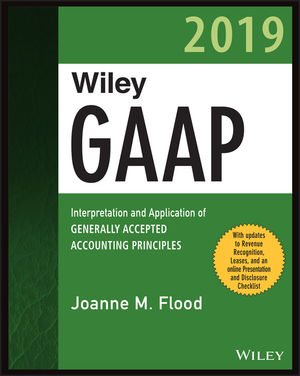 2019
Wiley
GAAP
Interpretation and Application of
GENERALLY ACCEPTED
ACCOUNTING PRINCIPLES
With updates
to Revenue
Recognition,
Leases, and an
online Presentation
and Disclosure
Checklist
Joanne M. Flood
WILEY